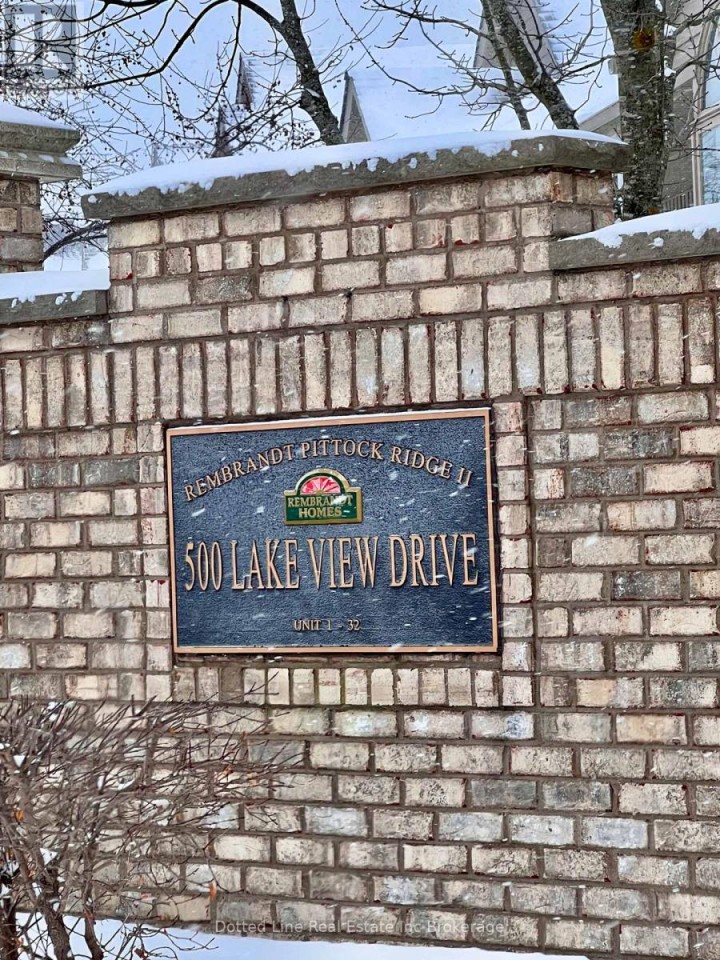 REMBRANDT PITTOCK RIDGE II
REMBRANDT
HOMES
500 LAKE VIEW DRIVE
UNIT 1 - 32
Dotted Line Real Estate Inc Brokerage